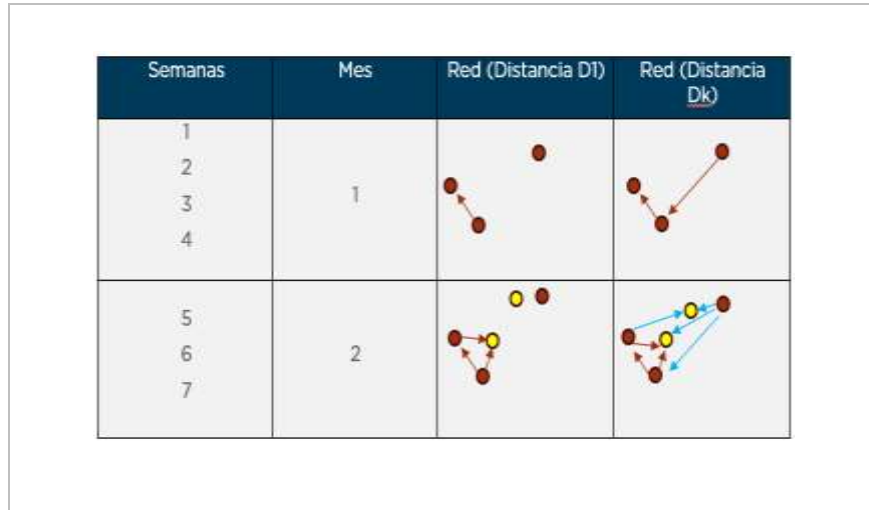 Semanas
Mes
Red (Distancia D1)
Red (Distancia
Dk)
1
2
3
4
1
5
6
7
2